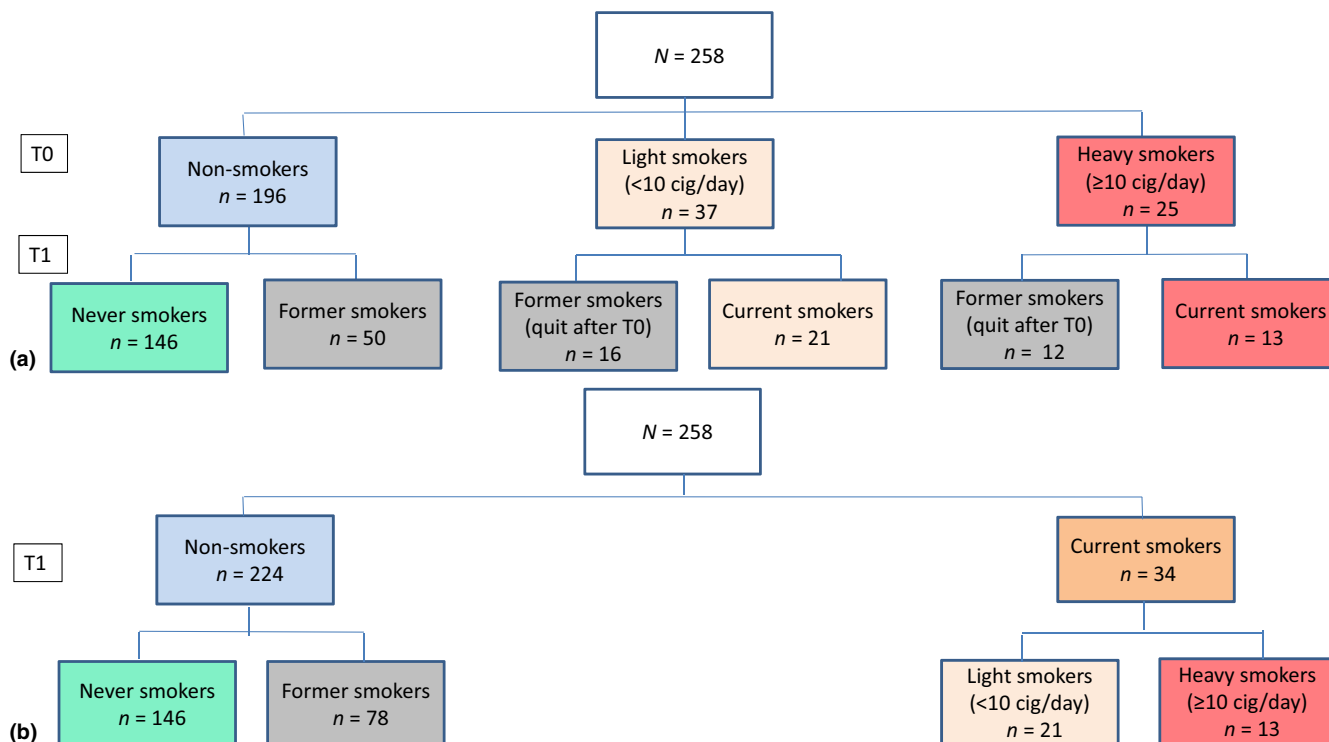 N = 258
T0
Non-smokers
n = 196
Light smokers
(<10 cig/day)
n = 37
Heavy smokers
(≥10 cig/day)
n = 25
T1
Never smokers
n = 146
Former smokers
n = 50
Former smokers
(quit after T0)
n = 16
Current smokers
n = 21
Former smokers
(quit after T0)
n = 12
Current smokers
n = 13
(a)
N = 258
T1
Non-smokers
n = 224
Current smokers
n = 34
Never smokers
n = 146
Former smokers
n = 78
Light smokers
(<10 cig/day)
n = 21
Heavy smokers
(≥10 cig/day)
n = 13
(b)